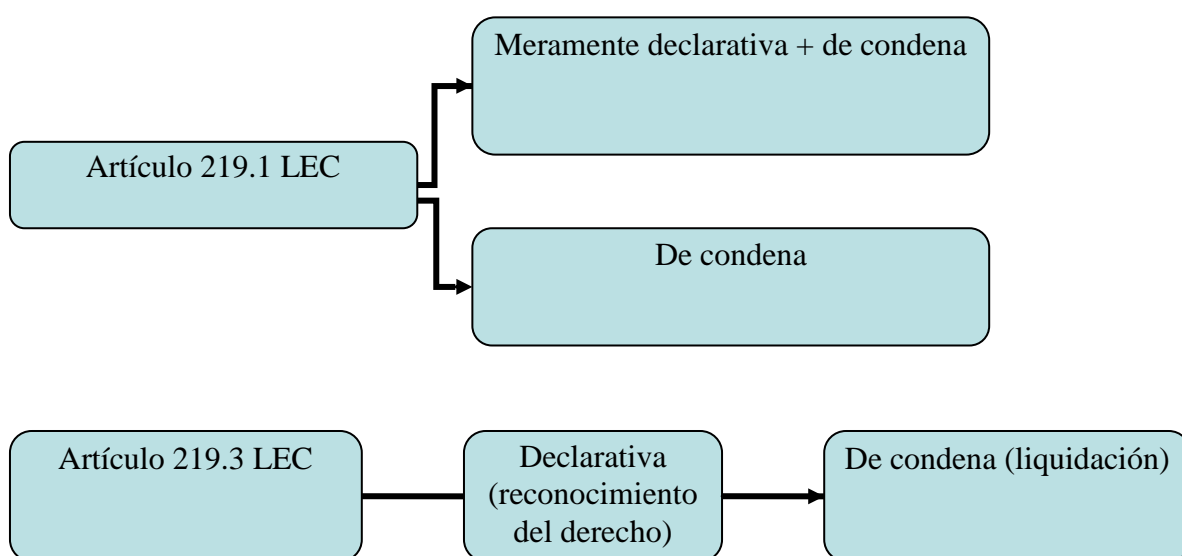 Meramente declarativa + de condena
Artículo 219.1 LEC
De condena
Artículo 219.3 LEC
Declarativa
(reconocimiento
del derecho)
De condena (liquidación)